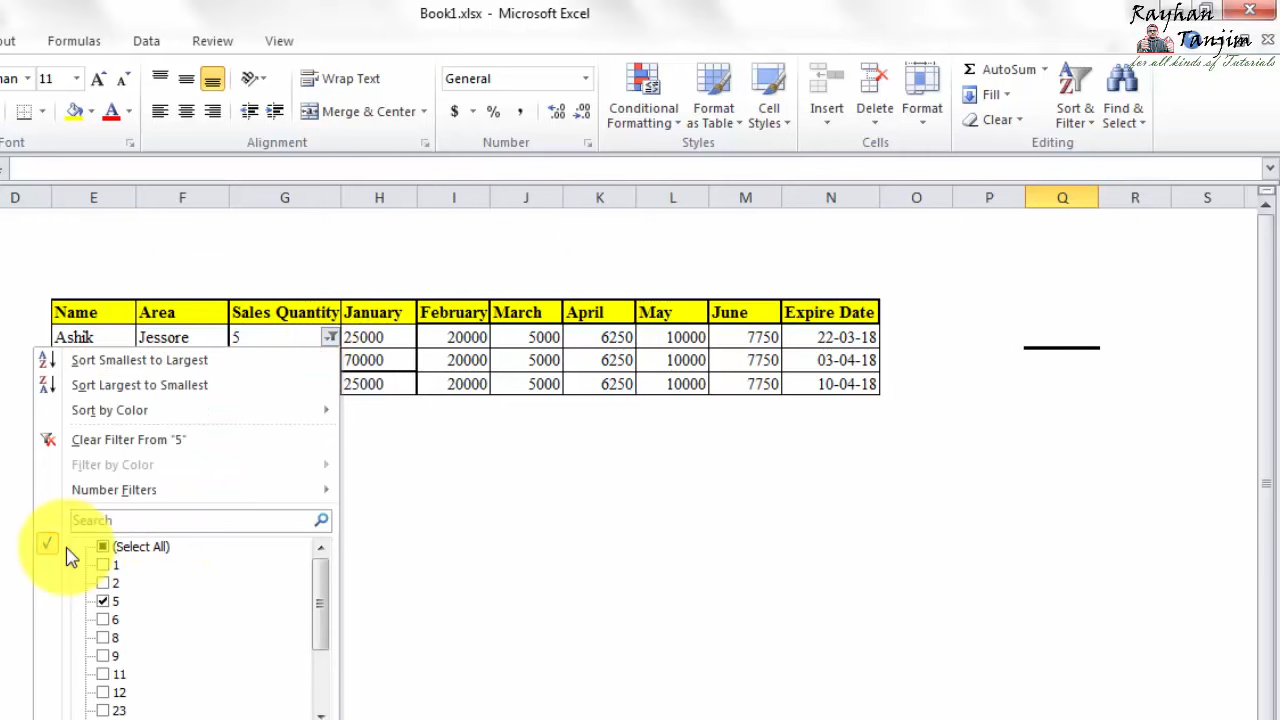 Book1.xlsx - Microsoft Excel
Rayhan
Tanjim
for all kinds of Tutorials
out Formulas Data Review View
nan 11 Wrap Text General AutoSum
Fill
$ % , Conditional Formatting Format as Table Cell Styles Insert Delete Format Clear Sort & Filter Find & Select
Merge & Center
Font Alignment Number Styles Cells Editing
D E F G H I J K L M N O P Q R S
Name Area Sales Quantity January February March April May June Expire Date
Ashik Jessore 5 25000 20000 5000 6250 10000 7750 22-03-18
70000 20000 5000 6250 10000 7750 03-04-18
25000 20000 5000 6250 10000 7750 10-04-18
Sort Smallest to Largest
Sort Largest to Smallest
Sort by Color
Clear Filter From "5"
Filter by Color
Number Filters
Search
(Select All)
1
2
5
6
8
9
11
12
23